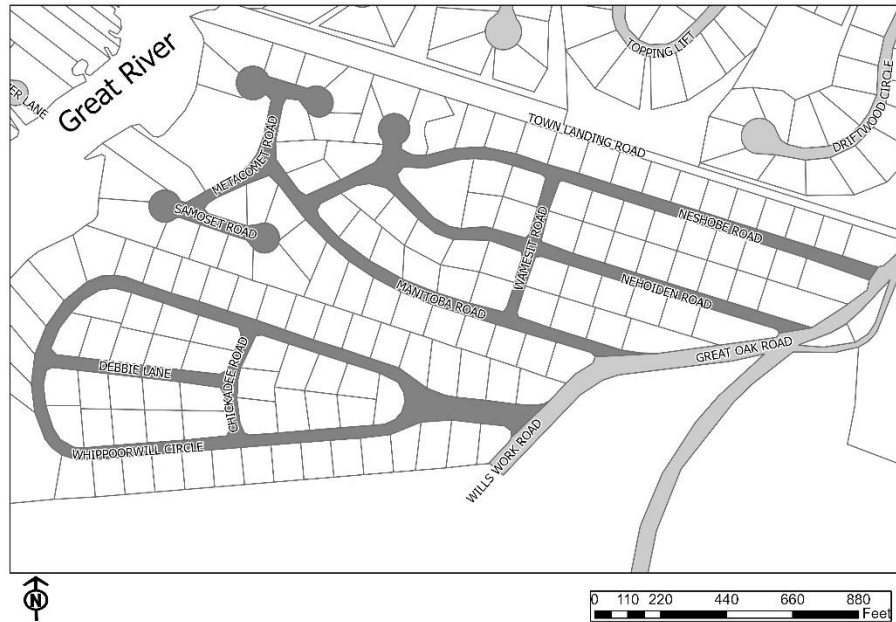 Great River
TOPPING LIFT
DRIFTWOOD CIRCLE
ER LANE
TOWN LANDING ROAD
METACOMET ROAD
SAMOSET ROAD
NESHOBE ROAD
WAMESIT ROAD
NEHOIDEN ROAD
MANITOBA ROAD
GREAT OAK ROAD
DEBBIE LANE
CHICKADEE ROAD
WHIPPOORWILL CIRCLE
WILLS WORK ROAD
N
0 110 220 440 660 880
Feet